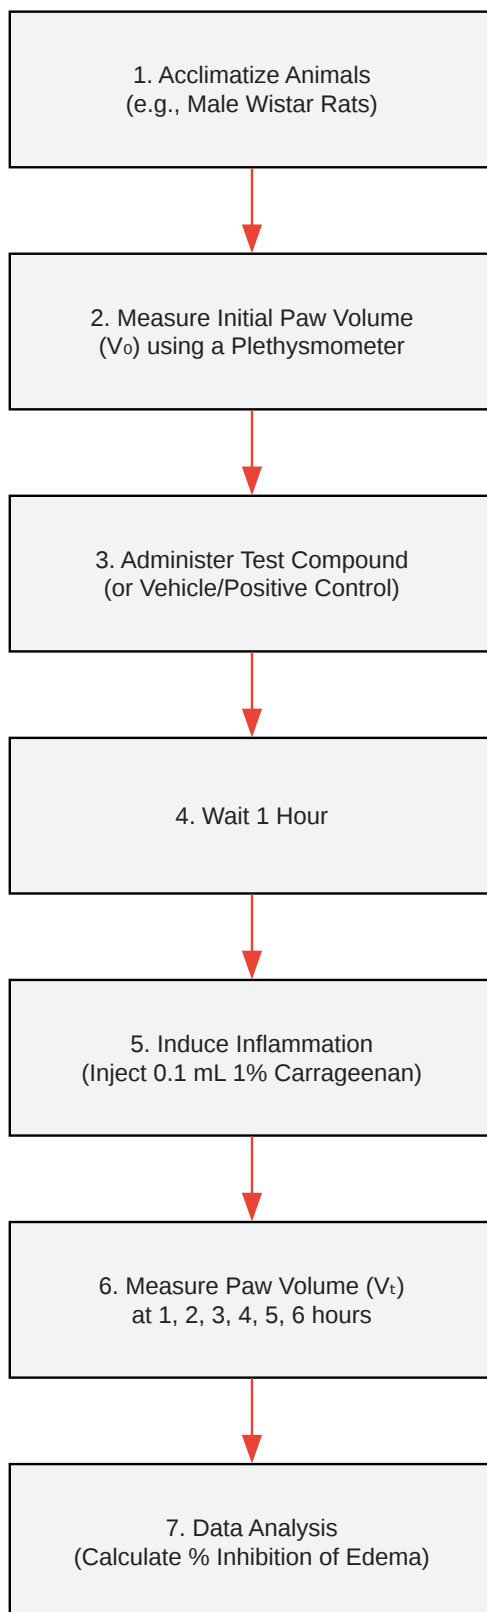 1. Acclimatize Animals
(e.g., Male Wistar Rats)
2. Measure Initial Paw Volume
(V₀) using a Plethysmometer
3. Administer Test Compound
(or Vehicle/Positive Control)
4. Wait 1 Hour
5. Induce Inflammation
(Inject 0.1 mL 1% Carrageenan)
6. Measure Paw Volume (Vₜ)
at 1, 2, 3, 4, 5, 6 hours
7. Data Analysis
(Calculate % Inhibition of Edema)